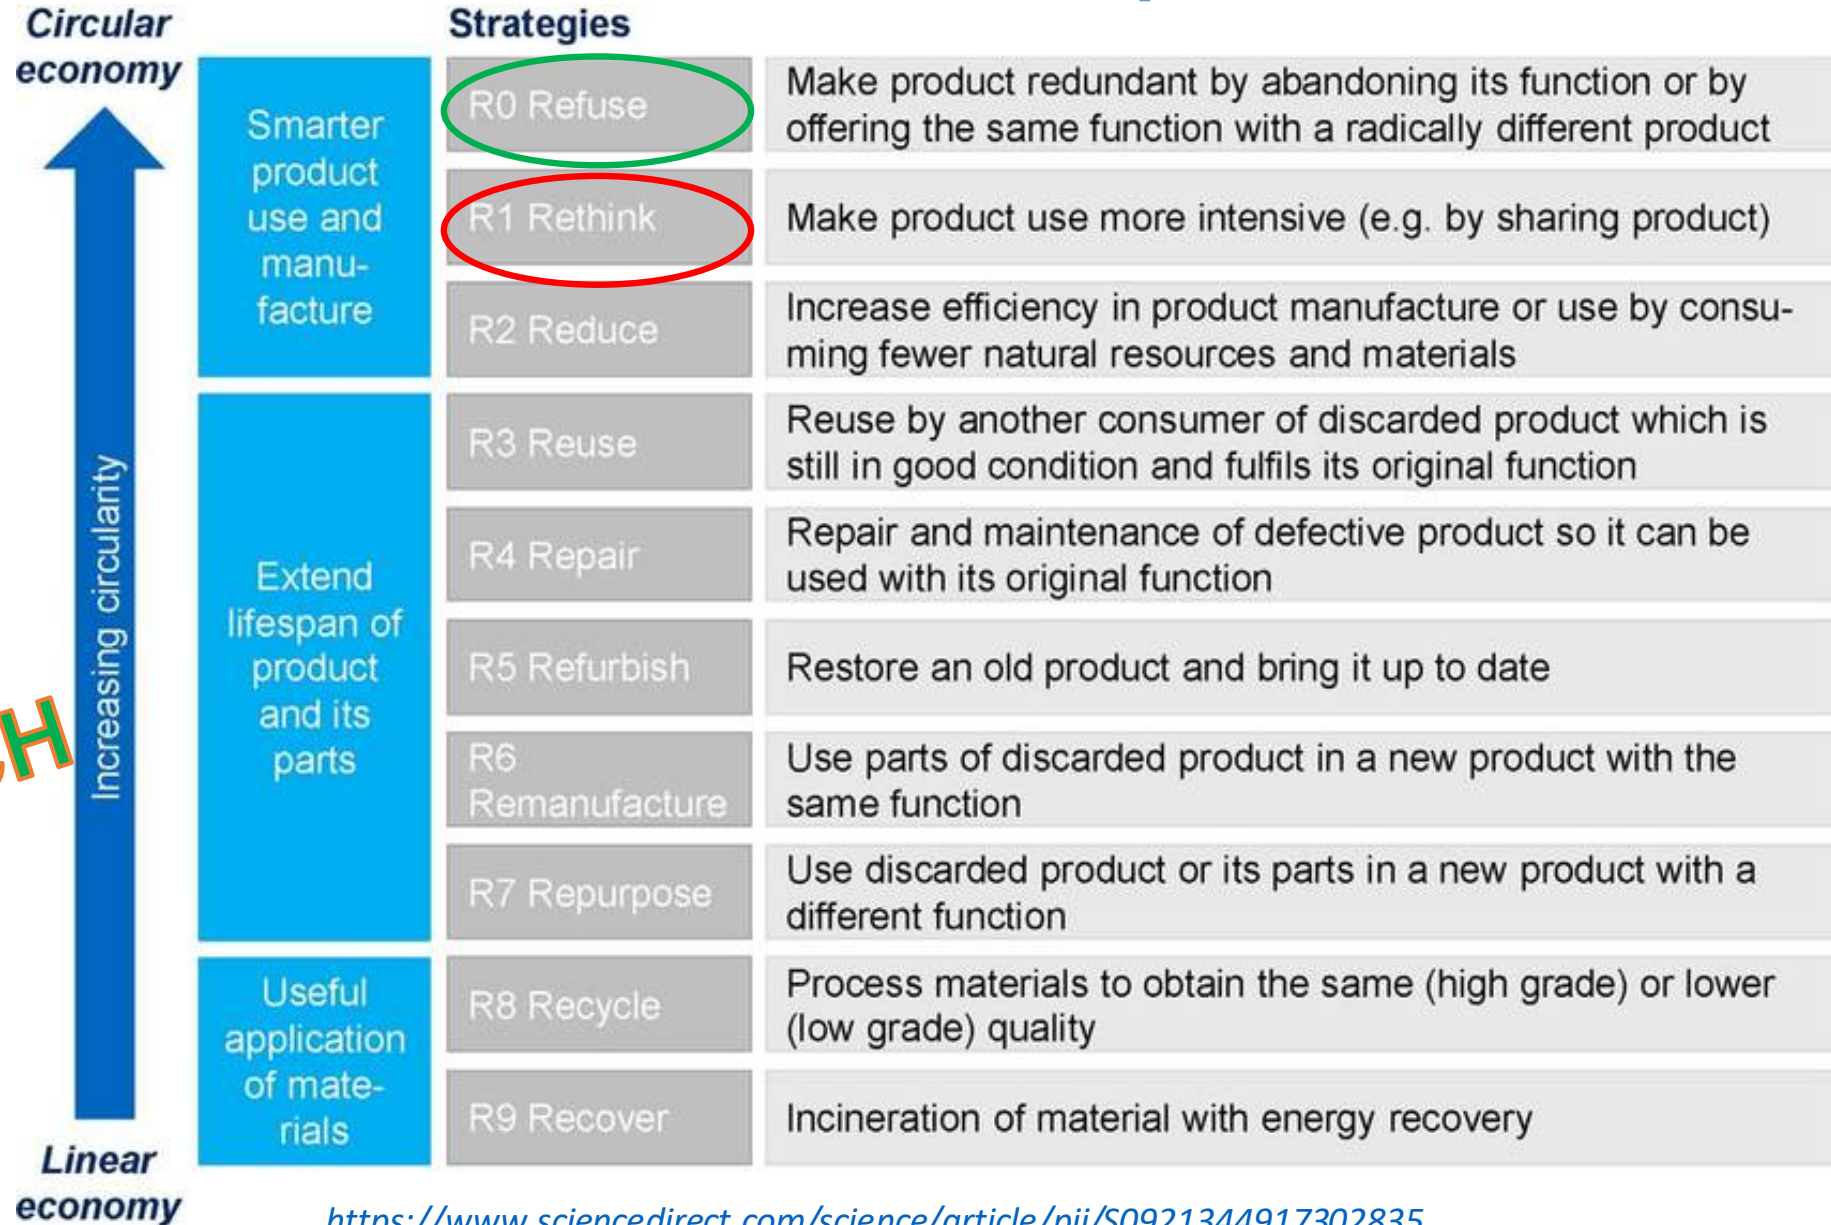 Circular
economy
Strategies
Smarter
product
use and
manu-
facture
R0 Refuse
Make product redundant by abandoning its function or by
offering the same function with a radically different product
R1 Rethink
Make product use more intensive (e.g. by sharing product)
R2 Reduce
Increase efficiency in product manufacture or use by consu-
ming fewer natural resources and materials
Extend
lifespan of
product
and its
parts
R3 Reuse
Reuse by another consumer of discarded product which is
still in good condition and fulfils its original function
R4 Repair
Repair and maintenance of defective product so it can be
used with its original function
R5 Refurbish
Restore an old product and bring it up to date
R6
Remanufacture
Use parts of discarded product in a new product with the
same function
R7 Repurpose
Use discarded product or its parts in a new product with a
different function
Useful
application
of mate-
rials
R8 Recycle
Process materials to obtain the same (high grade) or lower
(low grade) quality
R9 Recover
Incineration of material with energy recovery
Increasing circularity
Linear
economy
https://www.sciencedirect.com/science/article/pii/S0921344917302835